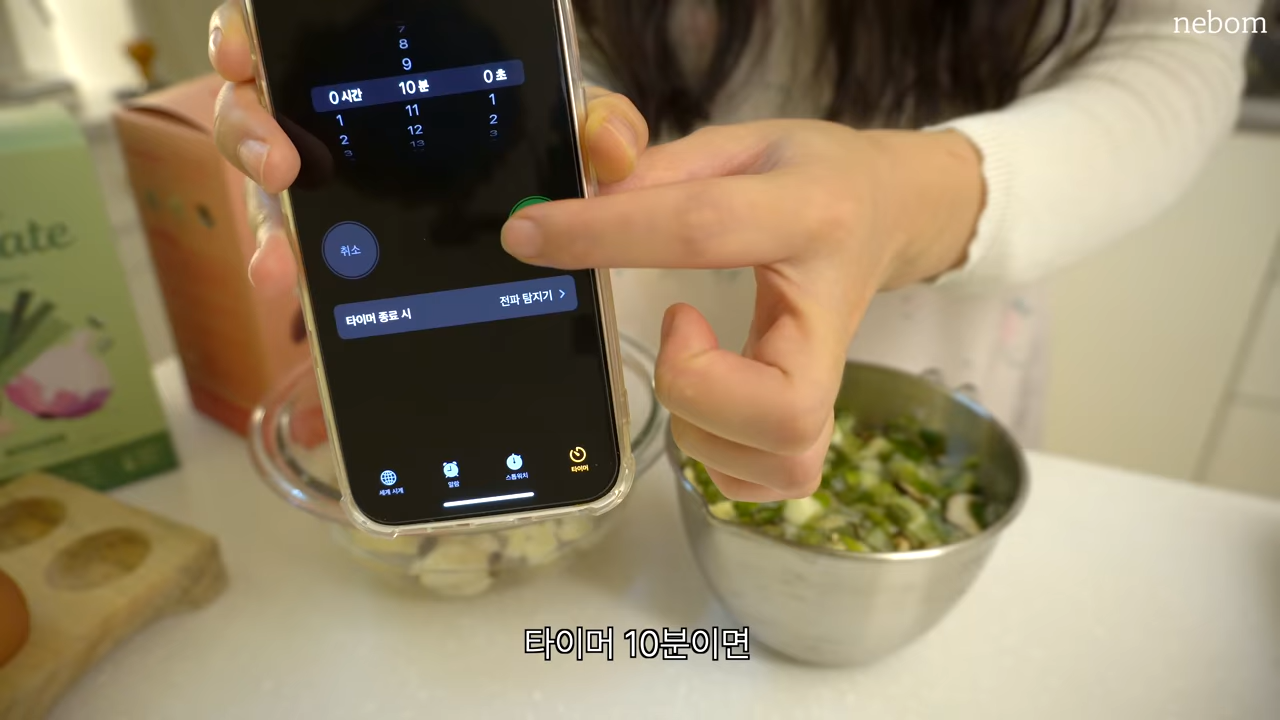 nebom
7
8
9
0 시간 10 분 0 초
1 11 1
2 12 2
3 13 3
취소
타이머 종료 시 전파 탐지기 >
세계 시계 알람 스톱워치 타이머
ate
타이머 10분이면